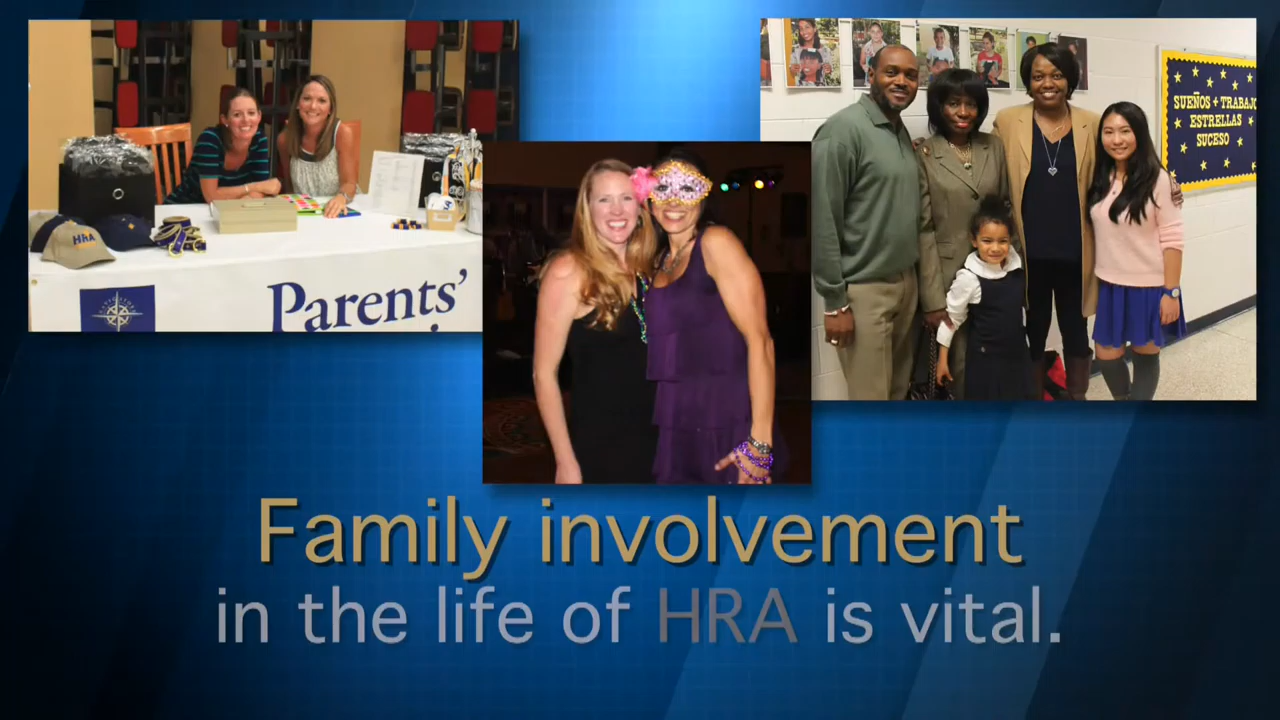 HRA
Parents'
SUEÑOS + TRABAJO
ESTRELLAS
SUCESO
Family involvement
in the life of HRA is vital.